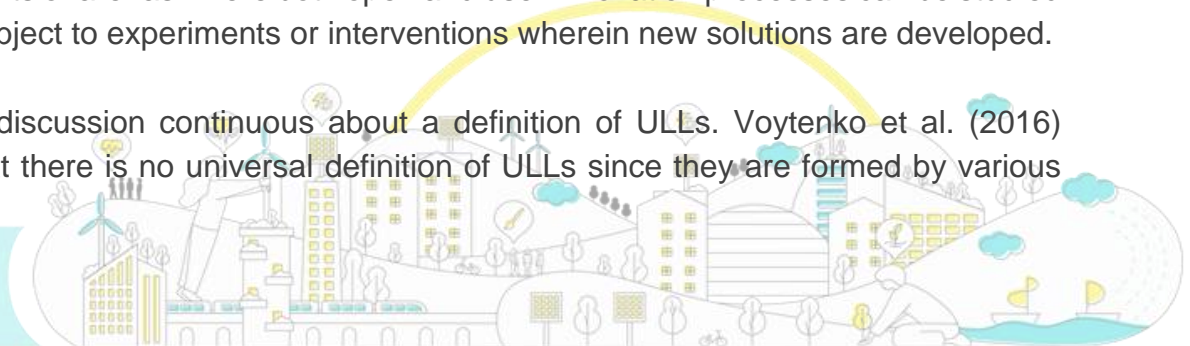 bject to experiments or interventions wherein new solutions are developed.
discussion continuous about a definition of ULLs. Voytenko et al. (2016)
t there is no universal definition of ULLs since they are formed by various